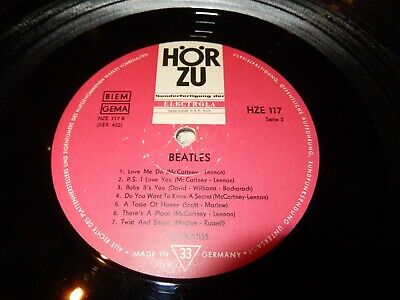 HÖR
ZU
Sonderfertigung der
ELECTROLA
BIEM
GEMA
HZE 117 B
(XEX 422)
HZE 117
Seite 2
BEATLES
1. Love Me Do (McCartney - Lennon)
2. P.S. I Love You (McCartney - Lennon)
3. Baby It's You (David - Williams - Bacharach)
4. Do You Want To Know A Secret (McCartney-Lennon)
5. A Taste Of Honey (Scott - Marlow)
6. There's A Place (McCartney - Lennon)
7. Twist And Shout (Medley - Russell)
BEATLES
MADE IN 33 GERMANY